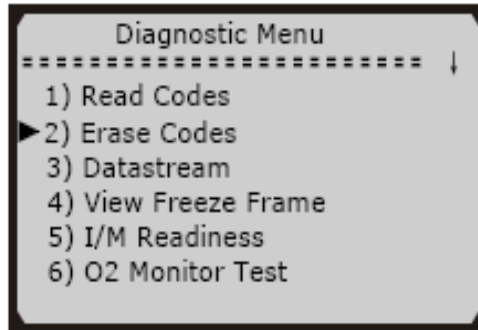 Diagnostic Menu
========================= ↓
1) Read Codes
▶2) Erase Codes
3) Datastream
4) View Freeze Frame
5) I/M Readiness
6) O2 Monitor Test